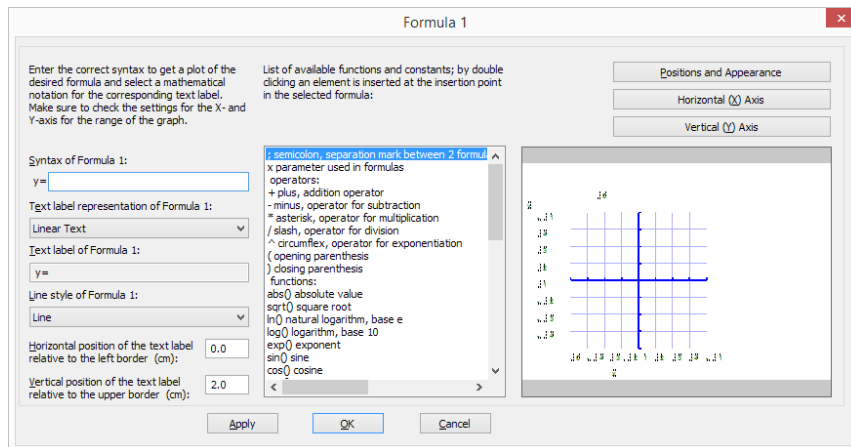 Formula 1
Enter the correct syntax to get a plot of the
desired formula and select a mathematical
notation for the corresponding text label.
Make sure to check the settings for the X- and
Y-axis for the range of the graph.
Syntax of Formula 1:
y=
Text label representation of Formula 1:
Linear Text
Text label of Formula 1:
y=
Line style of Formula 1:
Line
Horizontal position of the text label
relative to the left border (cm):
0.0
Vertical position of the text label
relative to the upper border (cm):
2.0
List of available functions and constants; by double
clicking an element is inserted at the insertion point
in the selected formula:
; semicolon, separation mark between 2 formul
x parameter used in formulas
operators:
+ plus, addition operator
- minus, operator for subtraction
* asterisk, operator for multiplication
/ slash, operator for division
^ circumflex, operator for exponentiation
( opening parenthesis
) closing parenthesis
functions:
abs() absolute value
sqrt() square root
ln() natural logarithm, base e
log() logarithm, base 10
exp() exponent
sin() sine
cos() cosine
Positions and Appearance
Horizontal (X) Axis
Vertical (Y) Axis
Apply
OK
Cancel